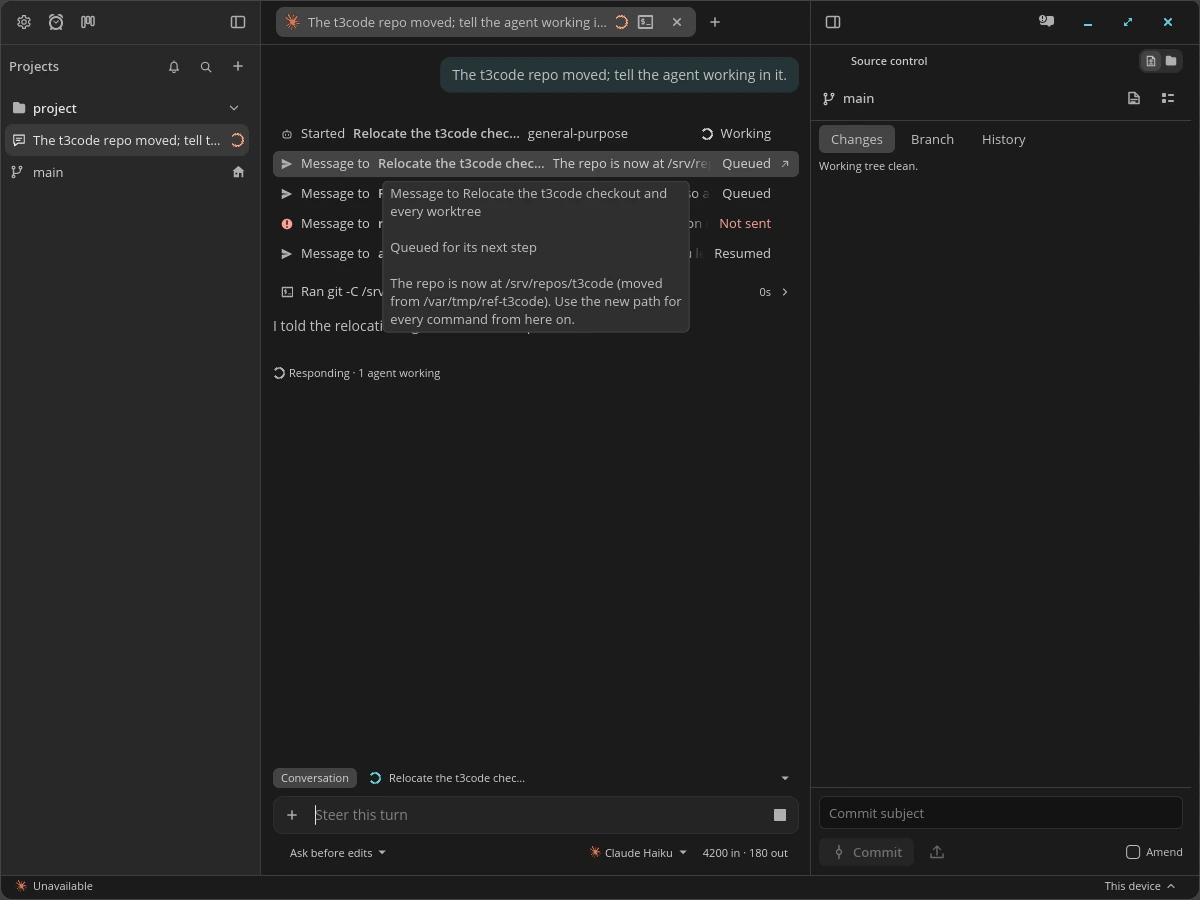 The t3code repo moved; tell the agent working i...
Projects
Source control
project
The t3code repo moved; tell t...
main
The t3code repo moved; tell the agent working in it.
main
Started Relocate the t3code chec... general-purpose Working
Changes Branch History
Message to Relocate the t3code chec... The repo is now at /srv/re Queued
Working tree clean.
Message to Queued
Message to Not sent
Message to Resumed
Message to Relocate the t3code checkout and
every worktree
Queued for its next step
The repo is now at /srv/repos/t3code (moved
from /var/tmp/ref-t3code). Use the new path for
every command from here on.
Ran git -C /srv 0s
I told the relocati
Responding · 1 agent working
Conversation Relocate the t3code chec...
Steer this turn
Ask before edits Claude Haiku 4200 in · 180 out
Commit subject
Commit Amend
Unavailable This device